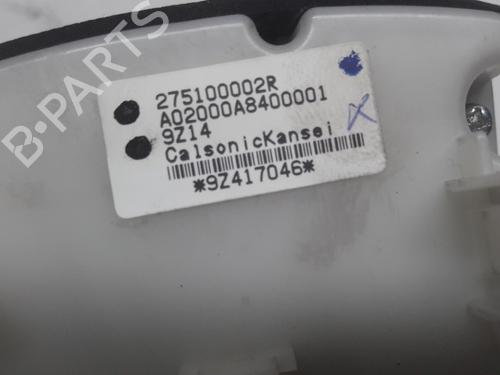 B-PARTS
275100002R
A02000A8400001
9Z14
CalsonicKansei
*9Z417046*